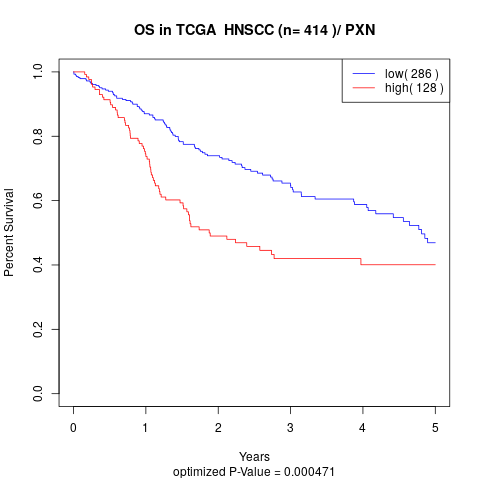 OS in TCGA  HNSCC (n= 414 )/ PXN
low( 286 )
high( 128 )
Percent Survival
1.0
0.8
0.6
0.4
0.2
0.0
0 1 2 3 4 5
Years
optimized P-Value = 0.000471